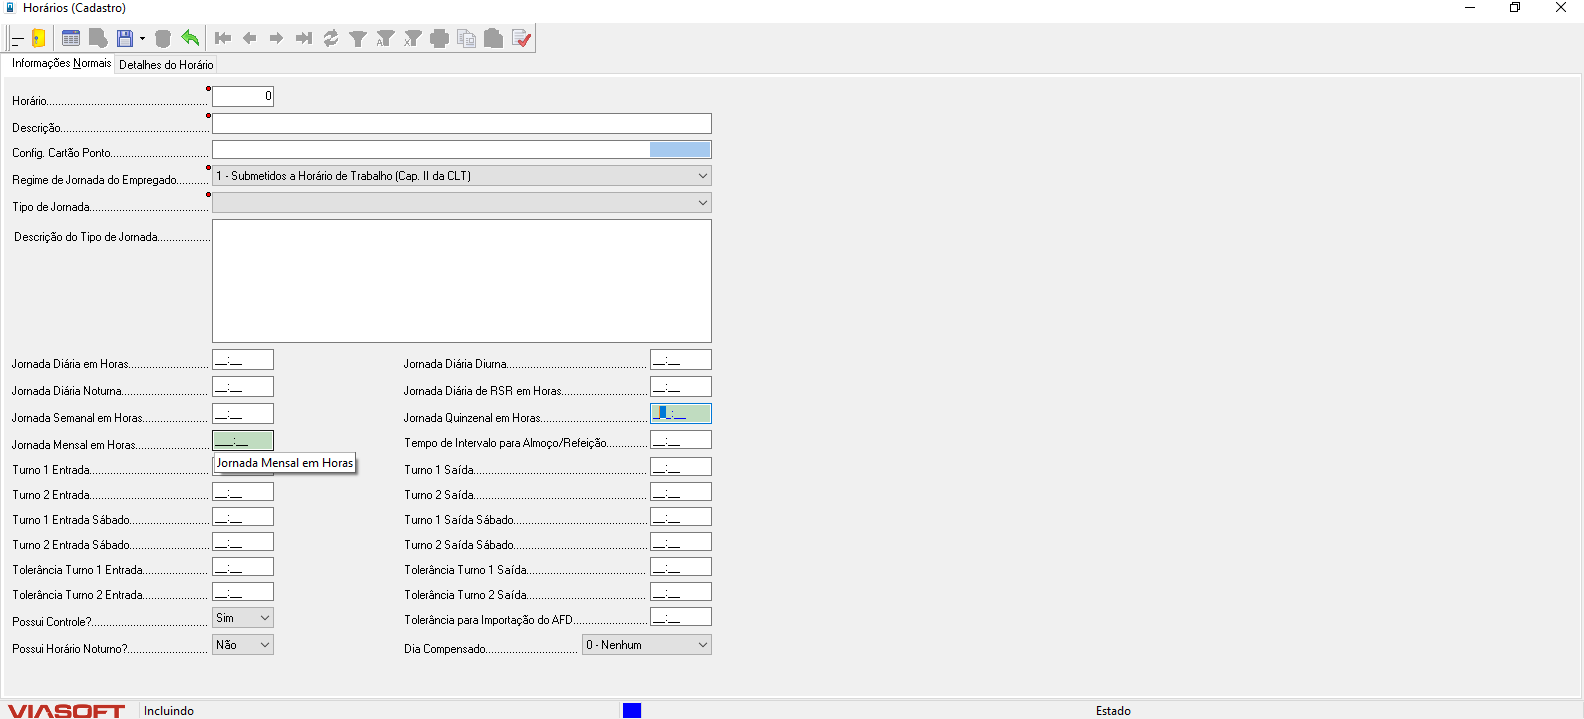 Horários (Cadastro)
Informações Normais Detalhes do Horário
Horário 0
Descrição
Config. Cartão Ponto
Regime de Jornada do Empregado 1 - Submetidos a Horário de Trabalho (Cap. II da CLT)
Tipo de Jornada
Descrição do Tipo de Jornada
Jornada Diária em Horas __:__ Jornada Diária Diurna __:__
Jornada Diária Noturna __:__ Jornada Diária de RSR em Horas __:__
Jornada Semanal em Horas __:__ Jornada Quinzenal em Horas ___:__
Jornada Mensal em Horas ___:__ Tempo de Intervalo para Almoço/Refeição __:__
Jornada Mensal em Horas
Turno 1 Entrada Turno 1 Saída __:__
Turno 2 Entrada __:__ Turno 2 Saída __:__
Turno 1 Entrada Sábado __:__ Turno 1 Saída Sábado __:__
Turno 2 Entrada Sábado __:__ Turno 2 Saída Sábado __:__
Tolerância Turno 1 Entrada __:__ Tolerância Turno 1 Saída __:__
Tolerância Turno 2 Entrada __:__ Tolerância Turno 2 Saída __:__
Possui Controle? Sim Tolerância para Importação do AFD __:__
Possui Horário Noturno? Não Dia Compensado 0 - Nenhum
VIASOFT Incluindo Estado